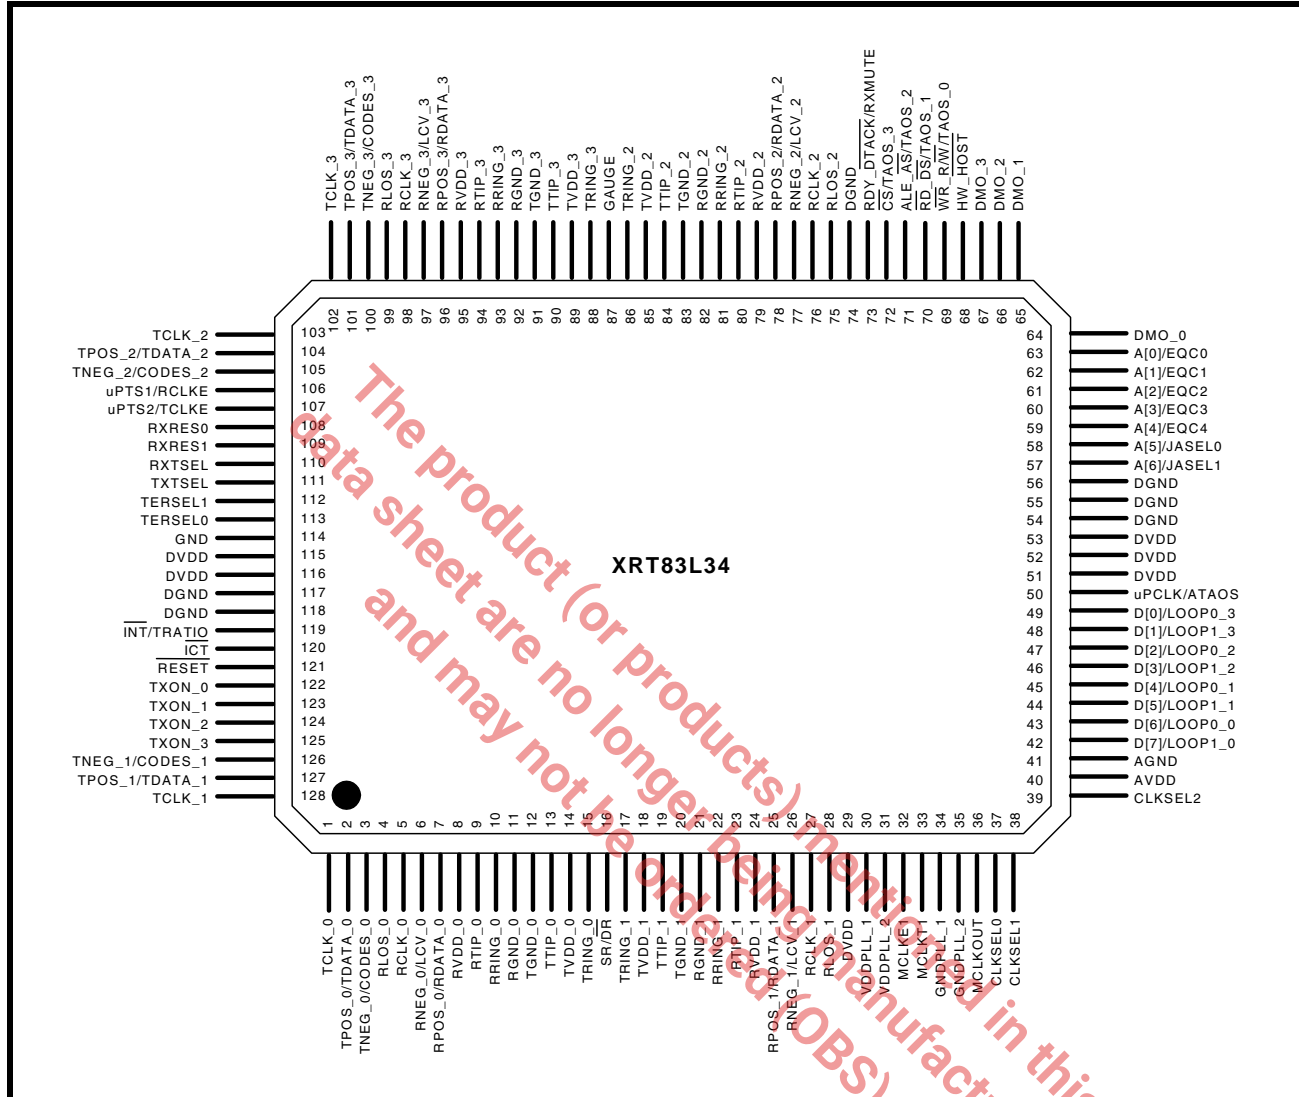 TCLK_3
TPOS_3/TDATA_3
TNEG_3/CODES_3
RLOS_3
RCLK_3
RNEG_3/LCV_3
RPOS_3/RDATA_3
RVDD_3
RTIP_3
RRING_3
RGND_3
TGND_3
TTIP_3
TVDD_3
TRING_3
GAUGE
TRING_2
TVDD_2
TTIP_2
TGND_2
RGND_2
RRING_2
RTIP_2
RVDD_2
RPOS_2/RDATA_2
RNEG_2/LCV_2
RCLK_2
RLOS_2
DGND
RDY_DTACK/RXMUTE
CS/TAOS_3
ALE_AS/TAOS_2
RD_DS/TAOS_1
WR_R/W/TAOS_0
HW_HOST
DMO_3
DMO_2
DMO_1
102 101 100 99 98 97 96 95 94 93 92 91 90 89 88 87 86 85 84 83 82 81 80 79 78 77 76 75 74 73 72 71 70 69 68 67 66 65
TCLK_2 103
TPOS_2/TDATA_2 104
TNEG_2/CODES_2 105
uPTS1/RCLKE 106
uPTS2/TCLKE 107
RXRES0 108
RXRES1 109
RXTSEL 110
TXTSEL 111
TERSEL1 112
TERSEL0 113
GND 114
DVDD 115
DVDD 116
DGND 117
DGND 118
INT/TRATIO 119
ICT 120
RESET 121
TXON_0 122
TXON_1 123
TXON_2 124
TXON_3 125
TNEG_1/CODES_1 126
TPOS_1/TDATA_1 127
TCLK_1 128
XRT83L34
64 DMO_0
63 A[0]/EQC0
62 A[1]/EQC1
61 A[2]/EQC2
60 A[3]/EQC3
59 A[4]/EQC4
58 A[5]/JASEL0
57 A[6]/JASEL1
56 DGND
55 DGND
54 DGND
53 DVDD
52 DVDD
51 DVDD
50 uPCLK/ATAOS
49 D[0]/LOOP0_3
48 D[1]/LOOP1_3
47 D[2]/LOOP0_2
46 D[3]/LOOP1_2
45 D[4]/LOOP0_1
44 D[5]/LOOP1_1
43 D[6]/LOOP0_0
42 D[7]/LOOP1_0
41 AGND
40 AVDD
39 CLKSEL2
1 2 3 4 5 6 7 8 9 10 11 12 13 14 15 16 17 18 19 20 21 22 23 24 25 26 27 28 29 30 31 32 33 34 35 36 37 38
TCLK_0
TPOS_0/TDATA_0
TNEG_0/CODES_0
RLOS_0
RCLK_0
RNEG_0/LCV_0
RPOS_0/RDATA_0
RVDD_0
RTIP_0
RRING_0
RGND_0
TGND_0
TTIP_0
TVDD_0
TRING_0
SR/DR
TRING_1
TVDD_1
TTIP_1
TGND_1
RGND_1
RRING_1
RTIP_1
RVDD_1
RPOS_1/RDATA_1
RNEG_1/LCV_1
RCLK_1
RLOS_1
DVDD
VDDPLL_1
VDDPLL_2
MCLKE1
MCLKT1
GNDPLL_1
GNDPLL_2
MCLKOUT
CLKSEL0
CLKSEL1
The product (or products) mentioned in this
data sheet are no longer being manufact
and may not be ordered (OBS)